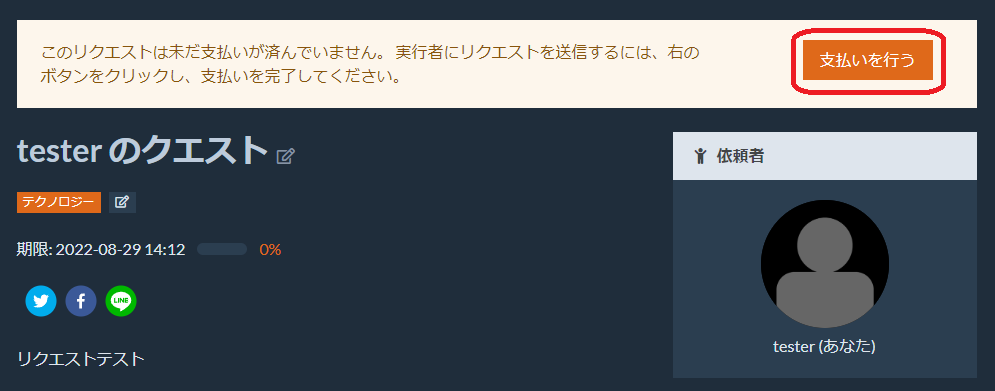 このリクエストは未だ支払いが済んでいません。 実行者にリクエストを送信するには、右の
ボタンをクリックし、支払いを完了してください。
支払いを行う
tester のクエスト
依頼者
テクノロジー
期限: 2022-08-29 14:12 0%
LINE
リクエストテスト
tester (あなた)